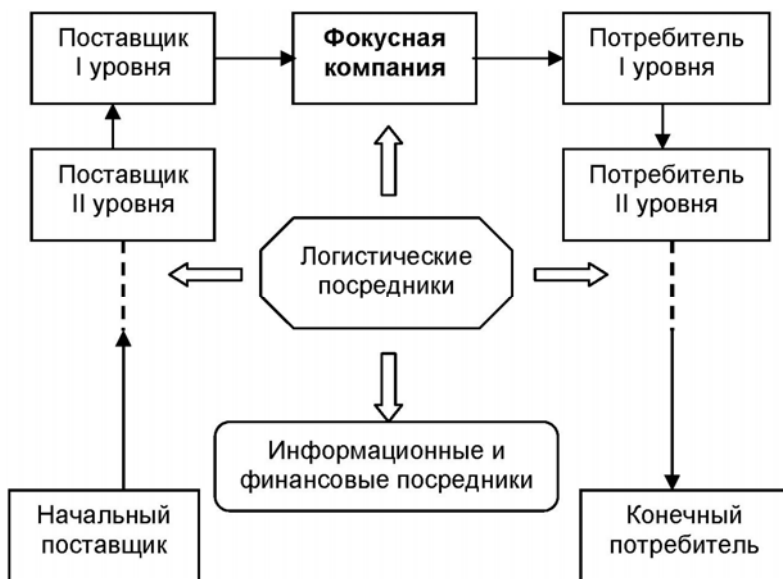 Поставщик
I уровня
Фокусная
компания
Потребитель
I уровня
Поставщик
II уровня
Потребитель
II уровня
Логистические
посредники
Информационные и
финансовые посредники
Начальный
поставщик
Конечный
потребитель